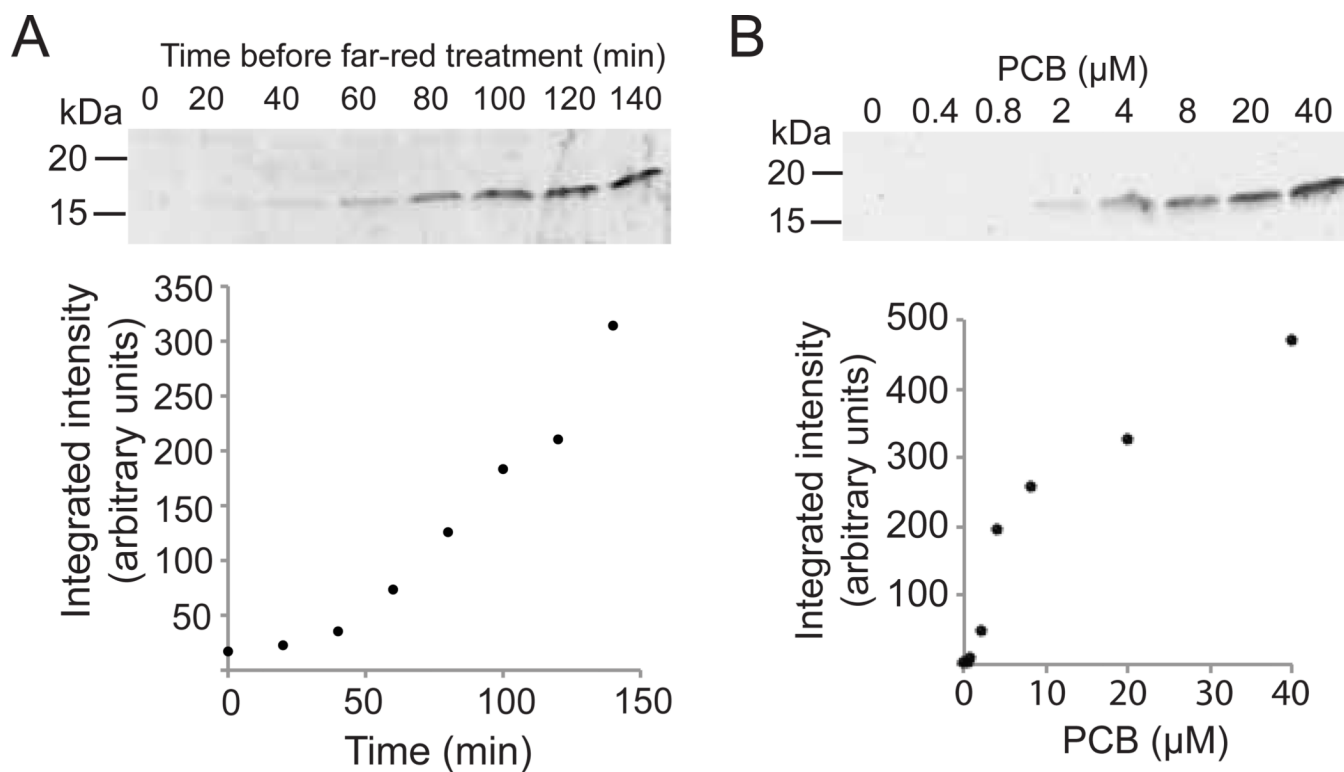 A
Time before far-red treatment (min)
0 20 40 60 80 100 120 140
kDa
20
15
350
300
250
200
150
100
50
0 50 100 150
Integrated intensity
(arbitrary units)
Time (min)
B
PCB (µM)
0 0.4 0.8 2 4 8 20 40
kDa
20
15
500
400
300
200
100
0 10 20 30 40
Integrated intensity
(arbitrary units)
PCB (µM)